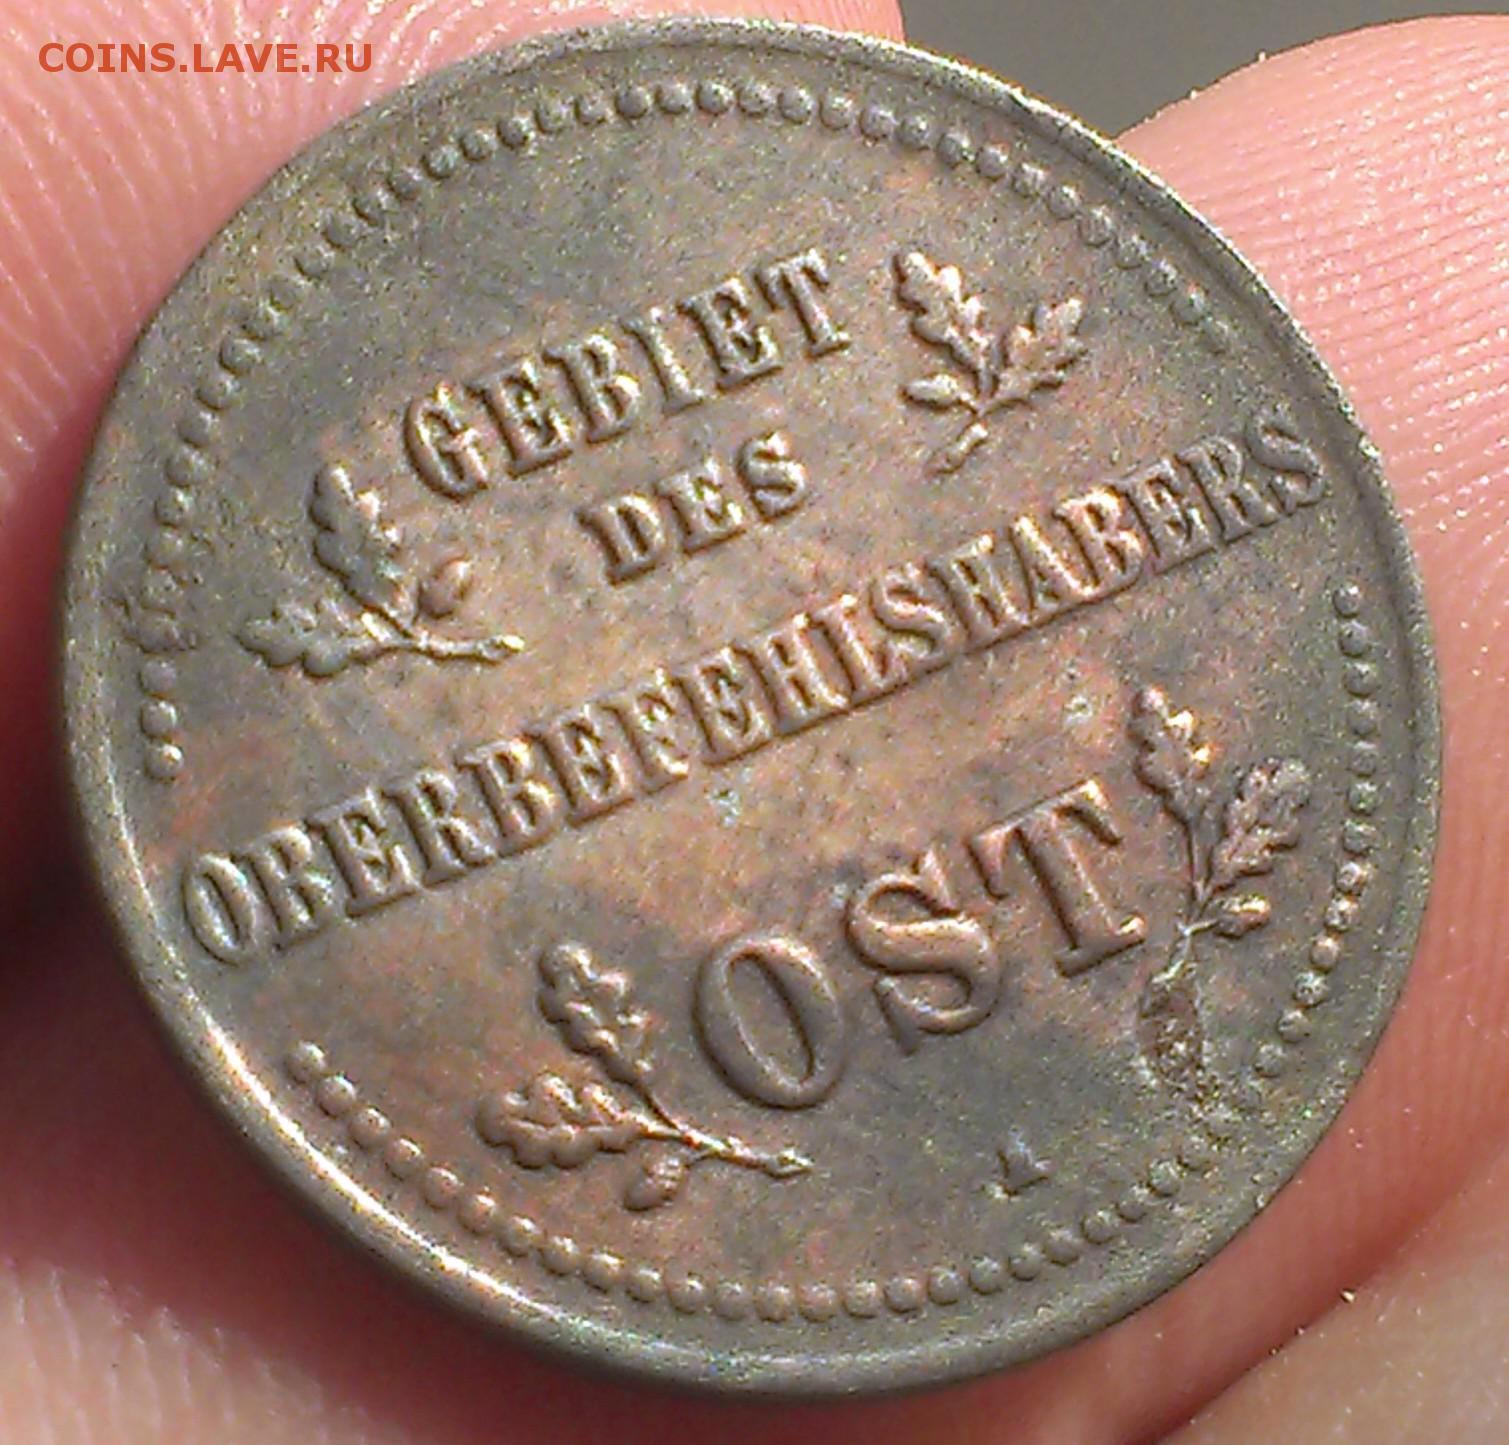 COINS.LAVE.RU
GEBIET
DES
OBERBEFEHLSHABERS
OST
A